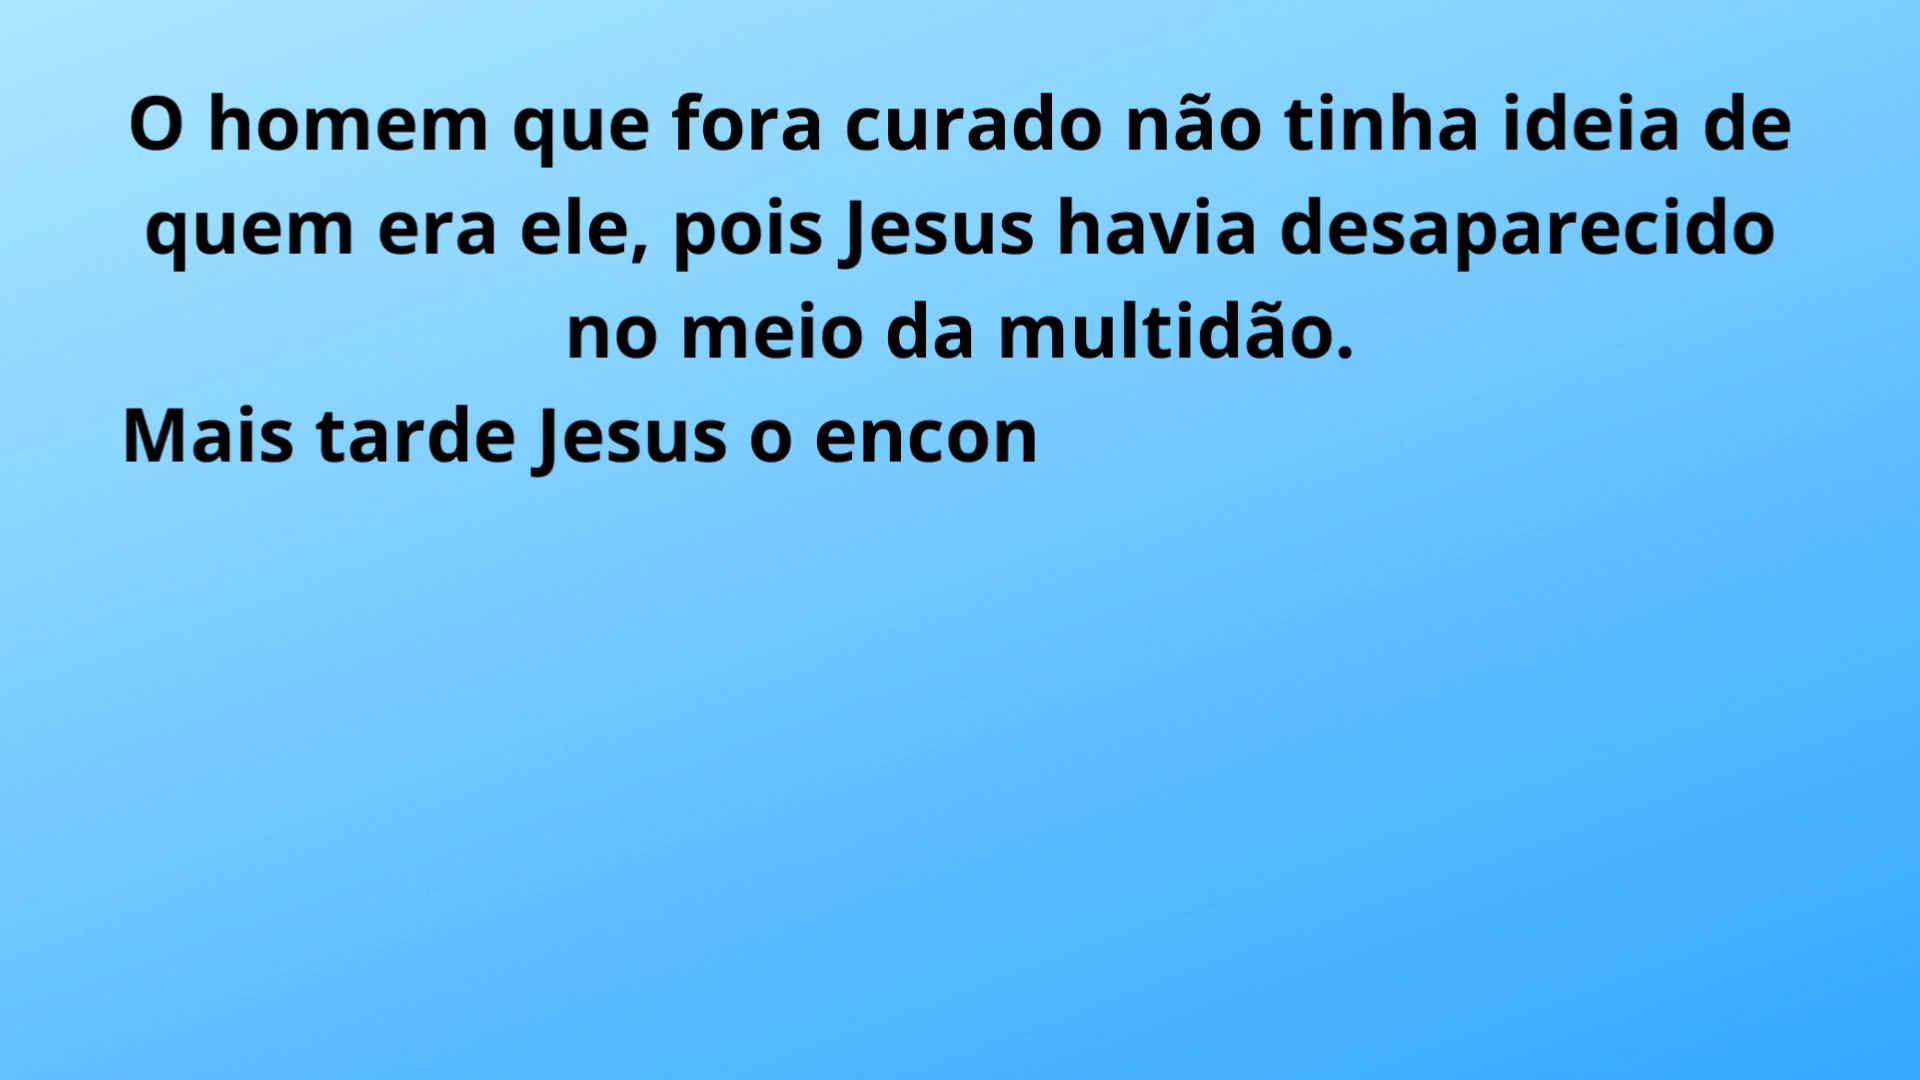 O homem que fora curado não tinha ideia de
quem era ele, pois Jesus havia desaparecido
no meio da multidão.
Mais tarde Jesus o encon